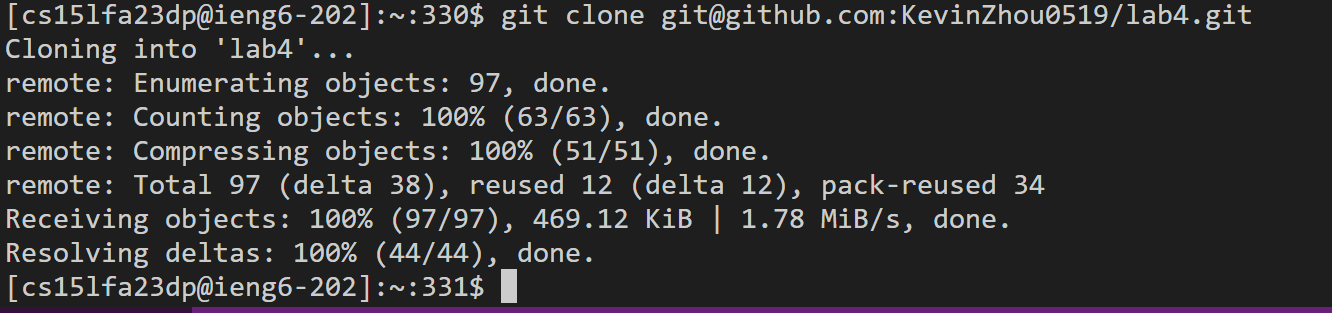 [cs15lfa23dp@ieng6-202]:~:330$ git clone git@github.com:KevinZhou0519/lab4.git
Cloning into 'lab4'...
remote: Enumerating objects: 97, done.
remote: Counting objects: 100% (63/63), done.
remote: Compressing objects: 100% (51/51), done.
remote: Total 97 (delta 38), reused 12 (delta 12), pack-reused 34
Receiving objects: 100% (97/97), 469.12 KiB | 1.78 MiB/s, done.
Resolving deltas: 100% (44/44), done.
[cs15lfa23dp@ieng6-202]:~:331$